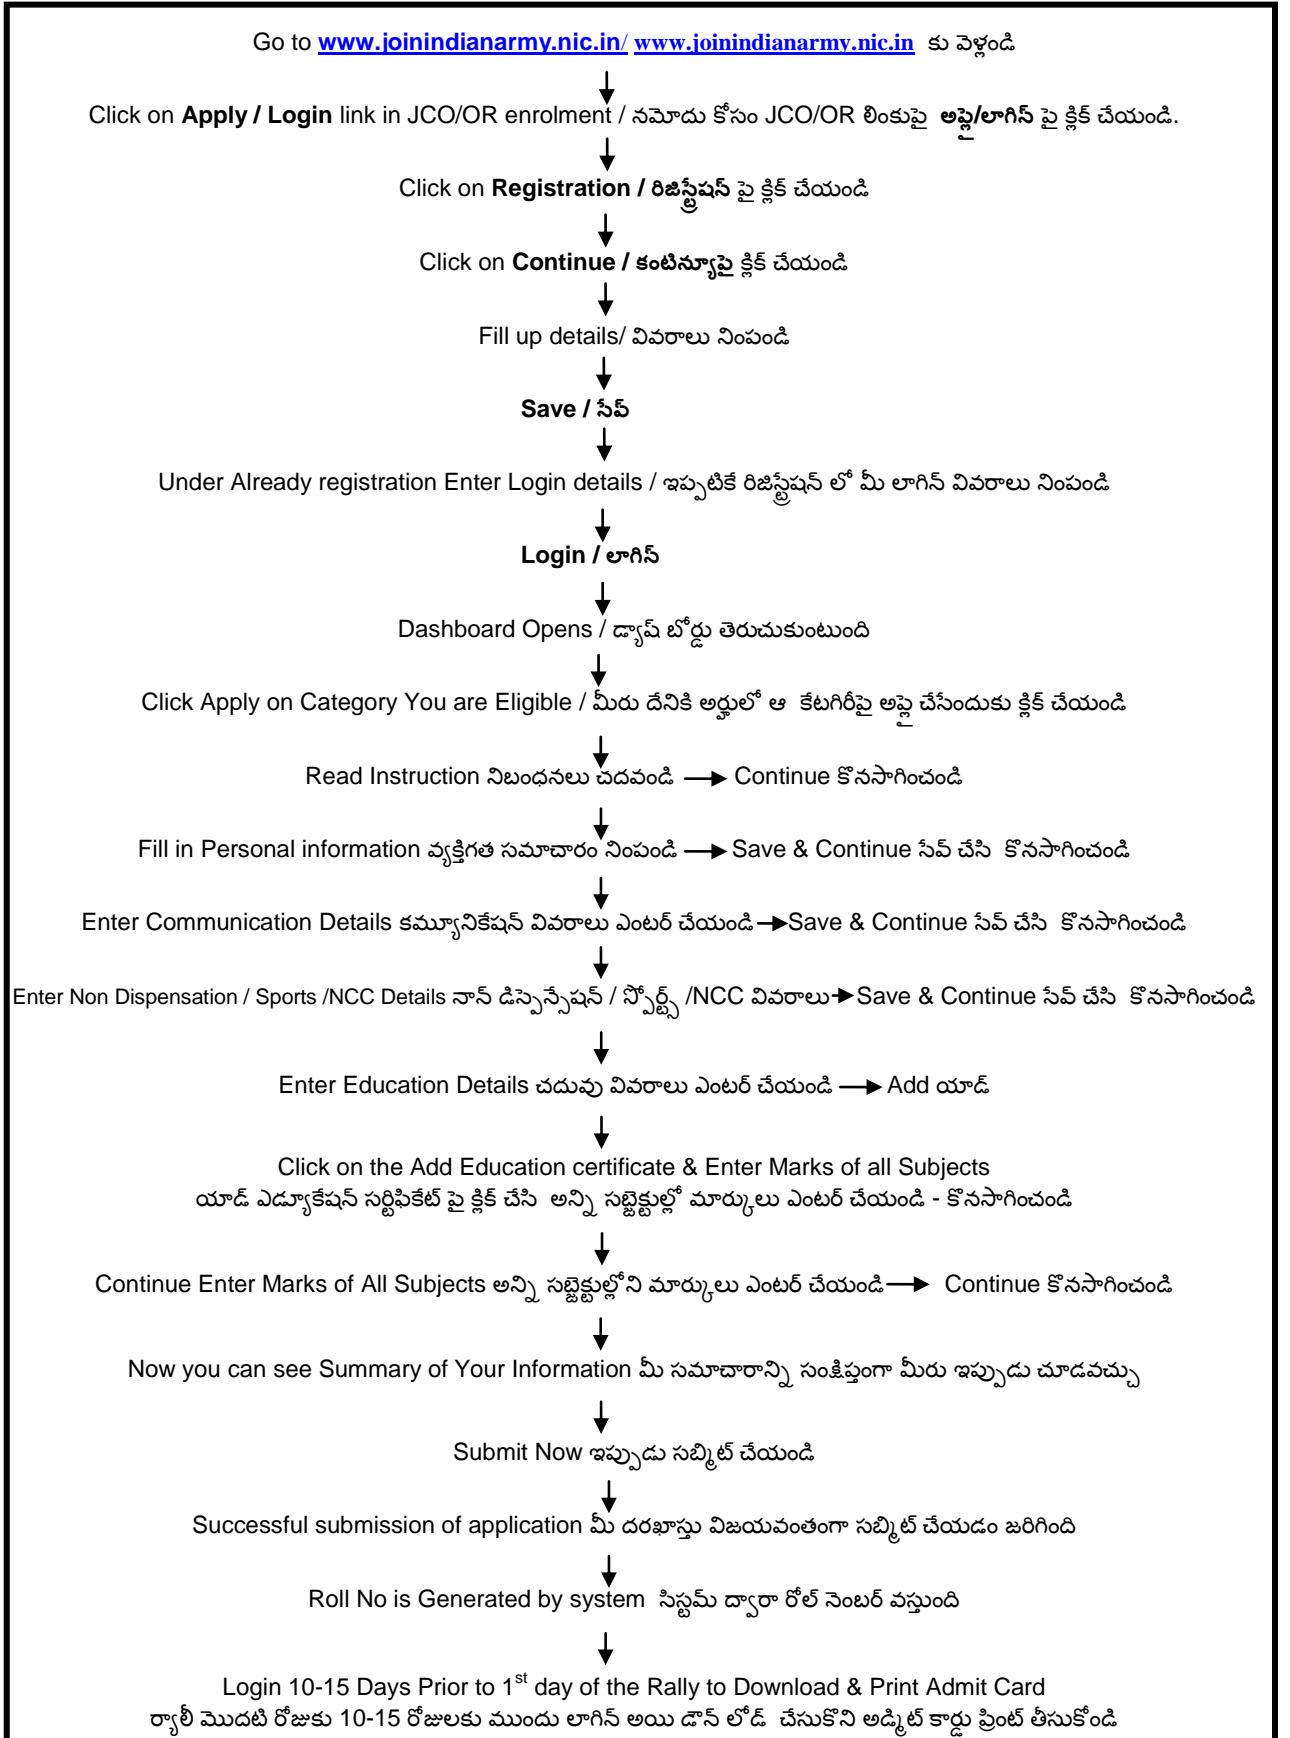 Go to www.joinindianarmy.nic.in/ www.joinindianarmy.nic.in కు వెళ్లండి
Click on Apply / Login link in JCO/OR enrolment / నమోదు కోసం JCO/OR లింకుపై అప్లై/లాగిన్ పై క్లిక్ చేయండి.
Click on Registration / రిజిస్ట్రేషన్ పై క్లిక్ చేయండి
Click on Continue / కంటిన్యూపై క్లిక్ చేయండి
Fill up details/ వివరాలు నింపండి
Save / సేవ్
Under Already registration Enter Login details / ఇప్పటికే రిజిస్ట్రేషన్ లో మీ లాగిన్ వివరాలు నింపండి
Login / లాగిన్
Dashboard Opens / డ్యాష్ బోర్డు తెరుచుకుంటుంది
Click Apply on Category You are Eligible / మీరు దేనికి అర్హులో ఆ కేటగిరీపై అప్లై చేసేందుకు క్లిక్ చేయండి
Read Instruction నిబంధనలు చదవండి → Continue కొనసాగించండి
Fill in Personal information వ్యక్తిగత సమాచారం నింపండి → Save & Continue సేవ్ చేసి కొనసాగించండి
Enter Communication Details కమ్యూనికేషన్ వివరాలు ఎంటర్ చేయండి → Save & Continue సేవ్ చేసి కొనసాగించండి
Enter Non Dispensation / Sports /NCC Details నాన్ డిస్పెన్సేషన్ / స్పోర్ట్స్ /NCC వివరాలు → Save & Continue సేవ్ చేసి కొనసాగించండి
Enter Education Details చదువు వివరాలు ఎంటర్ చేయండి → Add యాడ్
Click on the Add Education certificate & Enter Marks of all Subjects
యాడ్ ఎడ్యూకేషన్ సర్టిఫికేట్ పై క్లిక్ చేసి అన్ని సబ్జెక్టుల్లో మార్కులు ఎంటర్ చేయండి - కొనసాగించండి
Continue Enter Marks of All Subjects అన్ని సబ్జెక్టుల్లోని మార్కులు ఎంటర్ చేయండి → Continue కొనసాగించండి
Now you can see Summary of Your Information మీ సమాచారాన్ని సంక్షిప్తంగా మీరు ఇప్పుడు చూడవచ్చు
Submit Now ఇప్పుడు సబ్మిట్ చేయండి
Successful submission of application మీ దరఖాస్తు విజయవంతంగా సబ్మిట్ చేయడం జరిగింది
Roll No is Generated by system సిస్టమ్ ద్వారా రోల్ నెంబర్ వస్తుంది
Login 10-15 Days Prior to 1st day of the Rally to Download & Print Admit Card
ర్యాలీ మొదటి రోజుకు 10-15 రోజులకు ముందు లాగిన్ అయి డౌన్ లోడ్ చేసుకొని అడ్మిట్ కార్డు ప్రింట్ తీసుకోండి